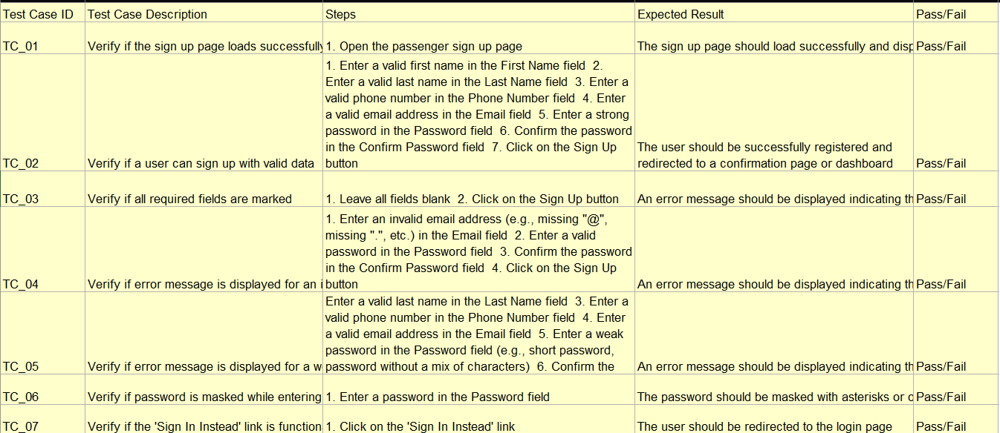 Test Case ID Test Case Description Steps Expected Result Pass/Fail
TC_01 Verify if the sign up page loads successfully 1. Open the passenger sign up page The sign up page should load successfully and disp Pass/Fail
1. Enter a valid first name in the First Name field 2.
Enter a valid last name in the Last Name field 3. Enter a
valid phone number in the Phone Number field 4. Enter
a valid email address in the Email field 5. Enter a strong
password in the Password field 6. Confirm the password
in the Confirm Password field 7. Click on the Sign Up The user should be successfully registered and
TC_02 Verify if a user can sign up with valid data button redirected to a confirmation page or dashboard Pass/Fail
TC_03 Verify if all required fields are marked 1. Leave all fields blank 2. Click on the Sign Up button An error message should be displayed indicating th Pass/Fail
1. Enter an invalid email address (e.g., missing "@",
missing ".", etc.) in the Email field 2. Enter a valid
password in the Password field 3. Confirm the password
in the Confirm Password field 4. Click on the Sign Up
TC_04 Verify if error message is displayed for an i button An error message should be displayed indicating th Pass/Fail
Enter a valid last name in the Last Name field 3. Enter a
valid phone number in the Phone Number field 4. Enter
a valid email address in the Email field 5. Enter a weak
password in the Password field (e.g., short password,
TC_05 Verify if error message is displayed for a w password without a mix of characters) 6. Confirm the An error message should be displayed indicating th Pass/Fail
TC_06 Verify if password is masked while entering 1. Enter a password in the Password field The password should be masked with asterisks or c Pass/Fail
TC_07 Verify if the 'Sign In Instead' link is function 1. Click on the 'Sign In Instead' link The user should be redirected to the login page Pass/Fail